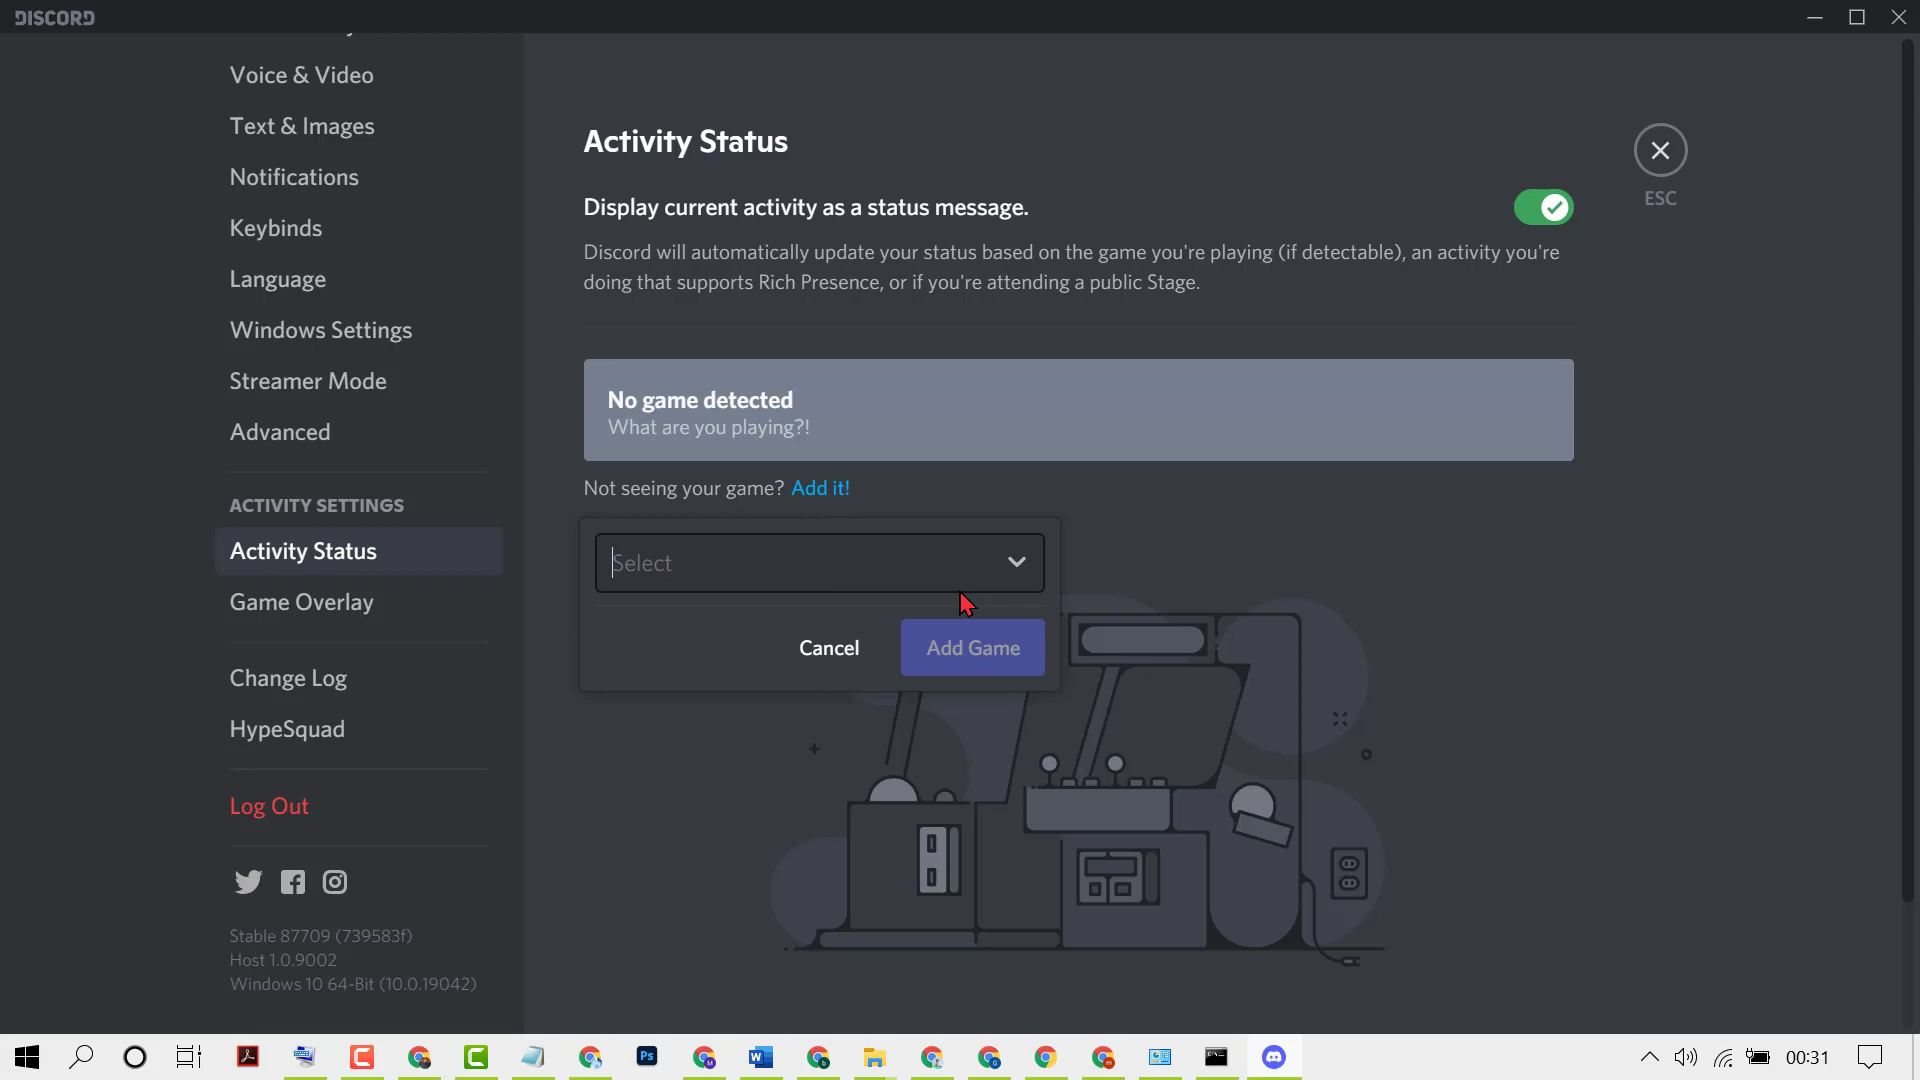 DISCORD
Voice & Video
Text & Images
Notifications
Keybinds
Language
Windows Settings
Streamer Mode
Advanced
ACTIVITY SETTINGS
Activity Status
Game Overlay
Change Log
HypeSquad
Log Out
Stable 87709 (739583f)
Host 1.0.9002
Windows 10 64-Bit (10.0.19042)
Activity Status
Display current activity as a status message.
Discord will automatically update your status based on the game you're playing (if detectable), an activity you're
doing that supports Rich Presence, or if you're attending a public Stage.
ESC
No game detected
What are you playing?!
Not seeing your game? Add it!
Select
Cancel
Add Game
Ps
W
00:31